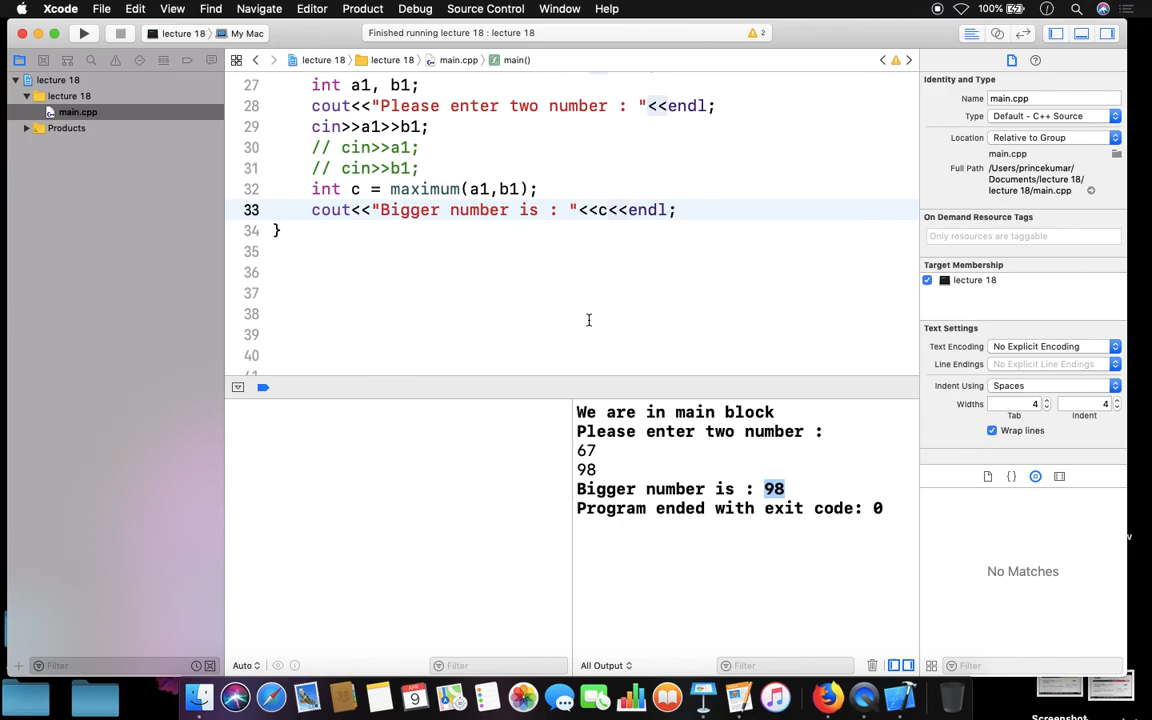 Xcode File Edit View Find Navigate Editor Product Debug Source Control Window Help 100%
lecture 18 My Mac Finished running lecture 18 : lecture 18 2
lecture 18 lecture 18 main.cpp main()
lecture 18
lecture 18
main.cpp
Products
27 int a1, b1;
28 cout<<"Please enter two number : "<<endl;
29 cin>>a1>>b1;
30 // cin>>a1;
31 // cin>>b1;
32 int c = maximum(a1,b1);
33 cout<<"Bigger number is : "<<c<<endl;
34 }
35
36
37
38
39
40
We are in main block
Please enter two number :
67
98
Bigger number is : 98
Program ended with exit code: 0
Identity and Type
Name main.cpp
Type Default - C++ Source
Location Relative to Group
main.cpp
Full Path /Users/princekumar/
Documents/lecture 18/
lecture 18/main.cpp
On Demand Resource Tags
Only resources are taggable
Target Membership
lecture 18
Text Settings
Text Encoding No Explicit Encoding
Line Endings No Explicit Line Endings
Indent Using Spaces
Widths 4 4
Tab Indent
Wrap lines
{ }
No Matches
Filter
Auto Filter
All Output Filter
Filter
APR
9
Screenshot